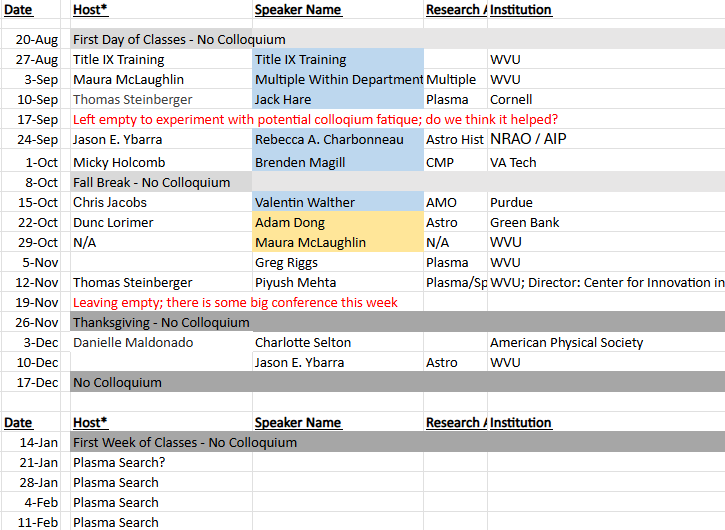 Date Host* Speaker Name Research A Institution
20-Aug First Day of Classes - No Colloquium
27-Aug Title IX Training Title IX Training WVU
3-Sep Maura McLaughlin Multiple Within Department Multiple WVU
10-Sep Thomas Steinberger Jack Hare Plasma Cornell
17-Sep Left empty to experiment with potential colloqium fatique; do we think it helped?
24-Sep Jason E. Ybarra Rebecca A. Charbonneau Astro Hist NRAO / AIP
1-Oct Micky Holcomb Brenden Magill CMP VA Tech
8-Oct Fall Break - No Colloquium
15-Oct Chris Jacobs Valentin Walther AMO Purdue
22-Oct Dunc Lorimer Adam Dong Astro Green Bank
29-Oct N/A Maura McLaughlin N/A WVU
5-Nov Greg Riggs Plasma WVU
12-Nov Thomas Steinberger Piyush Mehta Plasma/Sp WVU; Director: Center for Innovation in
19-Nov Leaving empty; there is some big conference this week
26-Nov Thanksgiving - No Colloquium
3-Dec Danielle Maldonado Charlotte Selton American Physical Society
10-Dec Jason E. Ybarra Astro WVU
17-Dec No Colloquium
Date Host* Speaker Name Research A Institution
14-Jan First Week of Classes - No Colloquium
21-Jan Plasma Search?
28-Jan Plasma Search
4-Feb Plasma Search
11-Feb Plasma Search